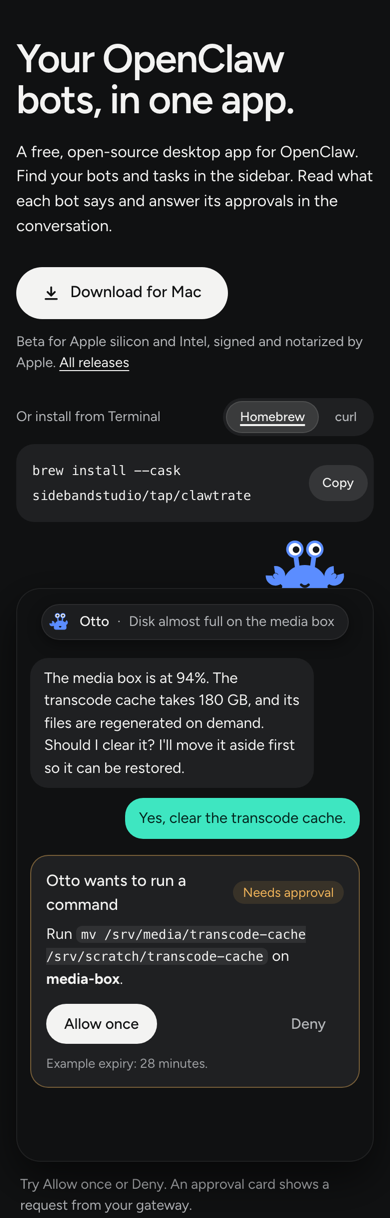 Your OpenClaw
bots, in one app.
A free, open-source desktop app for OpenClaw.
Find your bots and tasks in the sidebar. Read what
each bot says and answer its approvals in the
conversation.
Download for Mac
Beta for Apple silicon and Intel, signed and notarized by
Apple. All releases
Or install from Terminal
Homebrew
curl
brew install --cask
sidebandstudio/tap/clawtrate
Copy
Otto · Disk almost full on the media box
The media box is at 94%. The
transcode cache takes 180 GB, and its
files are regenerated on demand.
Should I clear it? I'll move it aside first
so it can be restored.
Yes, clear the transcode cache.
Otto wants to run a
command
Needs approval
Run mv /srv/media/transcode-cache
/srv/scratch/transcode-cache on
media-box.
Allow once
Deny
Example expiry: 28 minutes.
Try Allow once or Deny. An approval card shows a
request from your gateway.